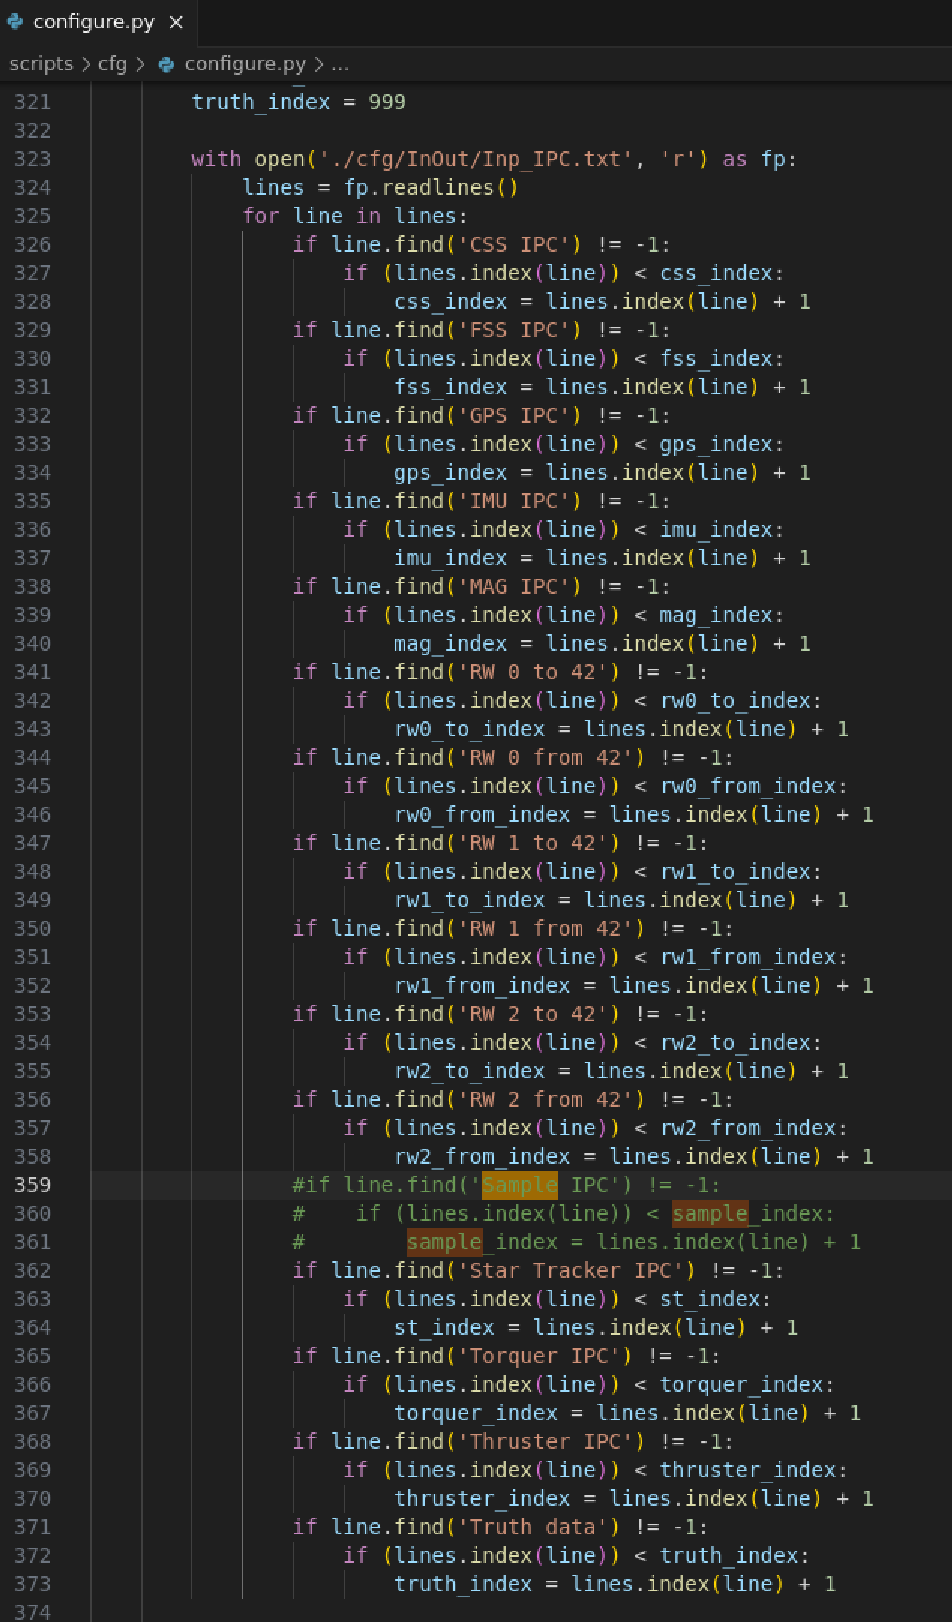 configure.py ×
scripts > cfg > configure.py > ...
321 truth_index = 999
322
323 with open('./cfg/InOut/Inp_IPC.txt', 'r') as fp:
324 lines = fp.readlines()
325 for line in lines:
326 if line.find('CSS IPC') != -1:
327 if (lines.index(line)) < css_index:
328 css_index = lines.index(line) + 1
329 if line.find('FSS IPC') != -1:
330 if (lines.index(line)) < fss_index:
331 fss_index = lines.index(line) + 1
332 if line.find('GPS IPC') != -1:
333 if (lines.index(line)) < gps_index:
334 gps_index = lines.index(line) + 1
335 if line.find('IMU IPC') != -1:
336 if (lines.index(line)) < imu_index:
337 imu_index = lines.index(line) + 1
338 if line.find('MAG IPC') != -1:
339 if (lines.index(line)) < mag_index:
340 mag_index = lines.index(line) + 1
341 if line.find('RW 0 to 42') != -1:
342 if (lines.index(line)) < rw0_to_index:
343 rw0_to_index = lines.index(line) + 1
344 if line.find('RW 0 from 42') != -1:
345 if (lines.index(line)) < rw0_from_index:
346 rw0_from_index = lines.index(line) + 1
347 if line.find('RW 1 to 42') != -1:
348 if (lines.index(line)) < rw1_to_index:
349 rw1_to_index = lines.index(line) + 1
350 if line.find('RW 1 from 42') != -1:
351 if (lines.index(line)) < rw1_from_index:
352 rw1_from_index = lines.index(line) + 1
353 if line.find('RW 2 to 42') != -1:
354 if (lines.index(line)) < rw2_to_index:
355 rw2_to_index = lines.index(line) + 1
356 if line.find('RW 2 from 42') != -1:
357 if (lines.index(line)) < rw2_from_index:
358 rw2_from_index = lines.index(line) + 1
359 #if line.find('Sample IPC') != -1:
360 # if (lines.index(line)) < sample_index:
361 # sample_index = lines.index(line) + 1
362 if line.find('Star Tracker IPC') != -1:
363 if (lines.index(line)) < st_index:
364 st_index = lines.index(line) + 1
365 if line.find('Torquer IPC') != -1:
366 if (lines.index(line)) < torquer_index:
367 torquer_index = lines.index(line) + 1
368 if line.find('Thruster IPC') != -1:
369 if (lines.index(line)) < thruster_index:
370 thruster_index = lines.index(line) + 1
371 if line.find('Truth data') != -1:
372 if (lines.index(line)) < truth_index:
373 truth_index = lines.index(line) + 1
374